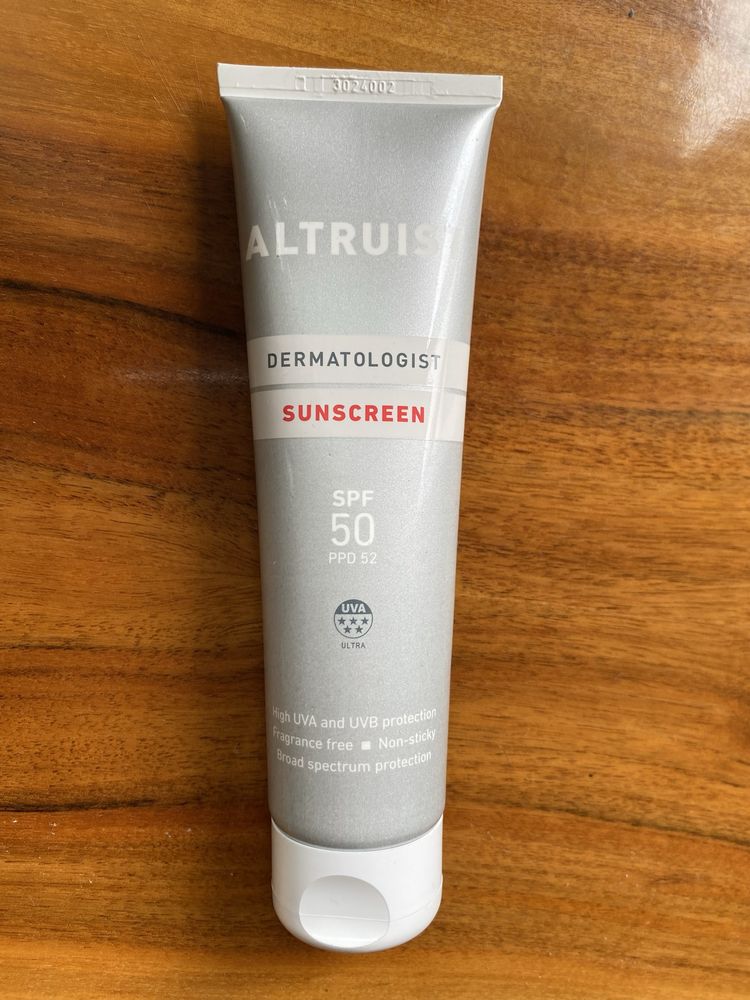 3024002
ALTRUIST
DERMATOLOGIST
SUNSCREEN
SPF
50
PPD 52
UVA
ULTRA
High UVA and UVB protection
Fragrance free ■ Non-sticky
Broad spectrum protection